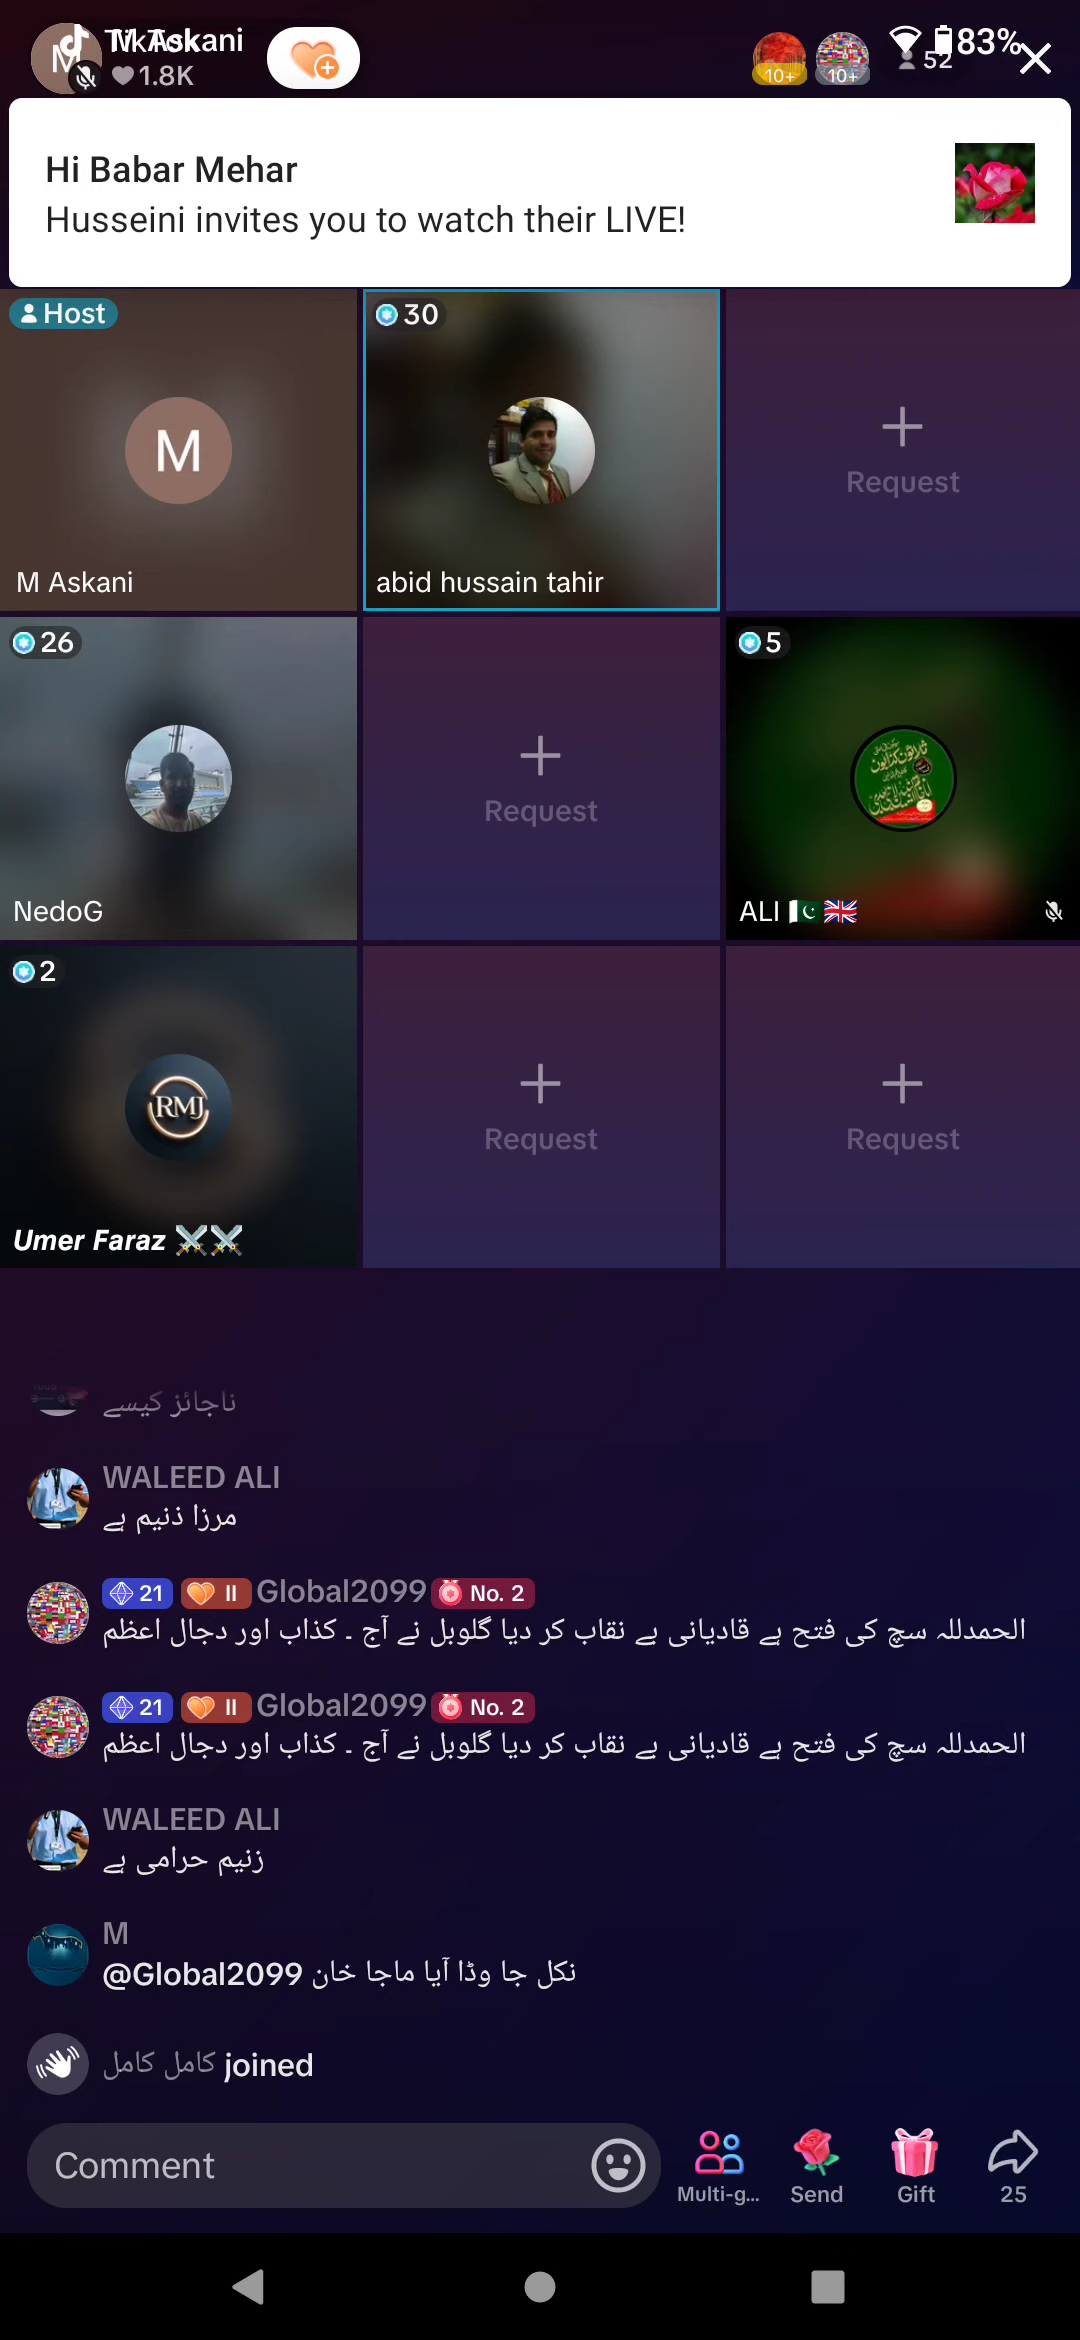 TikTok
M Askani
1.8K
10+
10+
52
83%
Hi Babar Mehar
Husseini invites you to watch their LIVE!
Host
M
M Askani
30
abid hussain tahir
Request
26
NedoG
Request
5
ALI 🇵🇰🇬🇧
2
RMJ
Umer Faraz ⚔️⚔️
Request
Request
ناجائز کیسے
WALEED ALI
مرزا ذنیم ہے
21 II Global2099 No. 2
الحمدللہ سچ کی فتح ہے قادیانی بے نقاب کر دیا گلوبل نے آج ۔ کذاب اور دجال اعظم
21 II Global2099 No. 2
الحمدللہ سچ کی فتح ہے قادیانی بے نقاب کر دیا گلوبل نے آج ۔ کذاب اور دجال اعظم
WALEED ALI
زنیم حرامی ہے
M
@Global2099 نکل جا وڈا آیا ماجا خان
کامل کامل joined
Comment
Multi-g...
Send
Gift
25